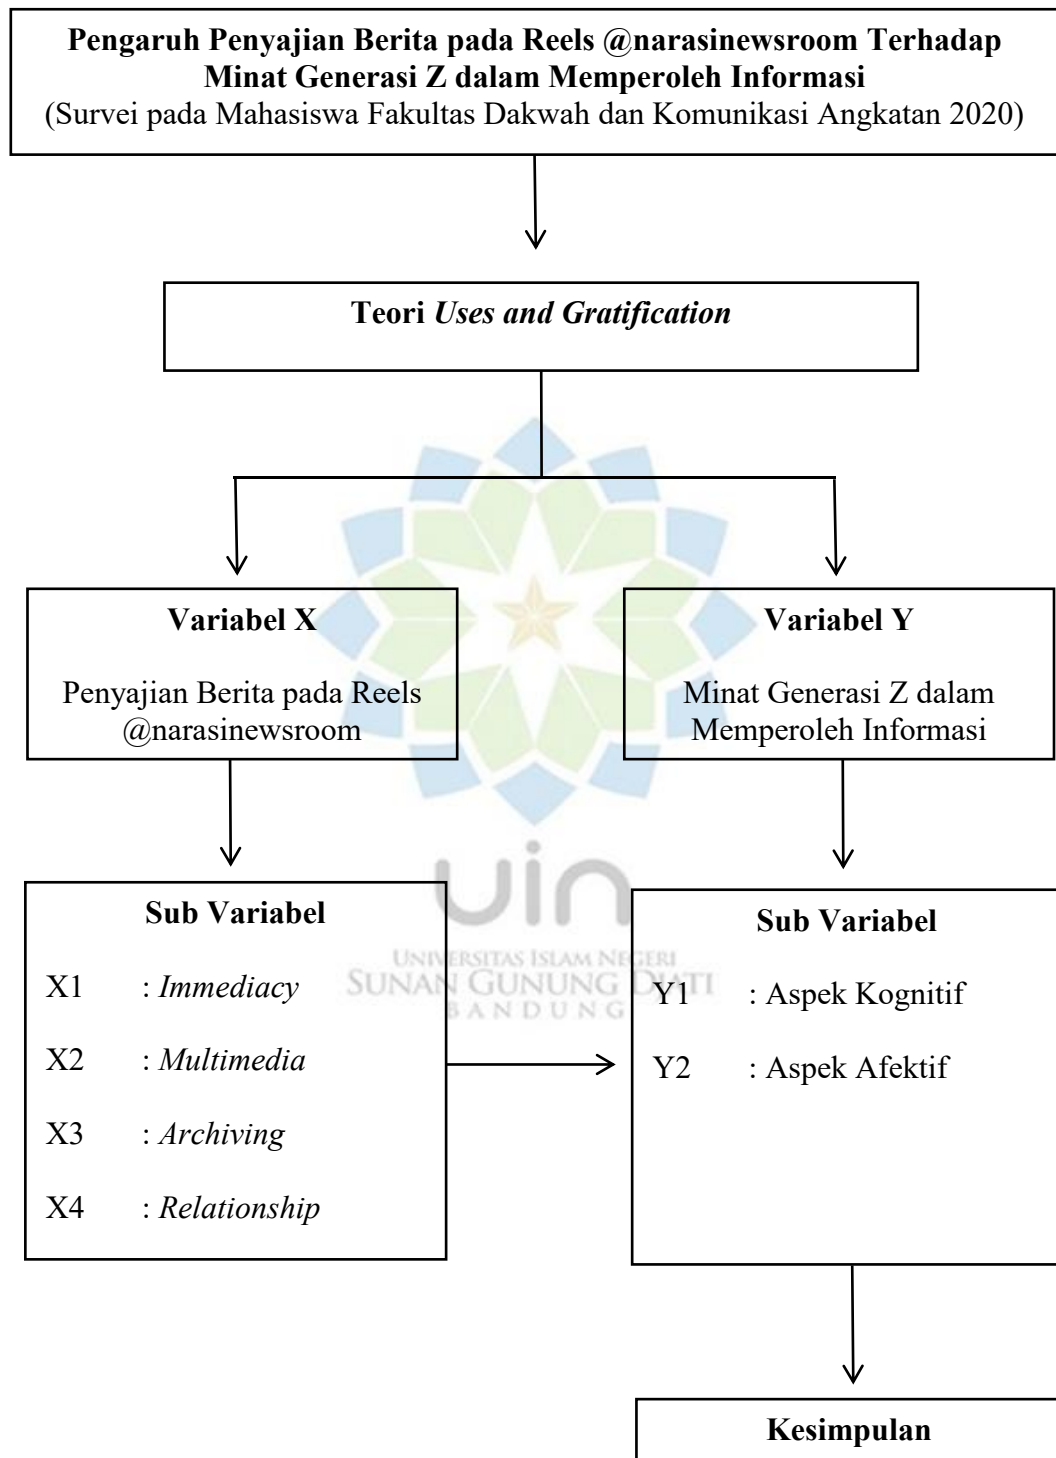 Pengaruh Penyajian Berita pada Reels @narasinewsroom Terhadap
Minat Generasi Z dalam Memperoleh Informasi
(Survei pada Mahasiswa Fakultas Dakwah dan Komunikasi Angkatan 2020)
Teori Uses and Gratification
Variabel X
Penyajian Berita pada Reels
@narasinewsroom
Variabel Y
Minat Generasi Z dalam
Memperoleh Informasi
uin
UNIVERSITAS ISLAM NEGERI
SUNAN GUNUNG DJATI
BANDUNG
Sub Variabel
X1 : Immediacy
X2 : Multimedia
X3 : Archiving
X4 : Relationship
Sub Variabel
Y1 : Aspek Kognitif
Y2 : Aspek Afektif
Kesimpulan